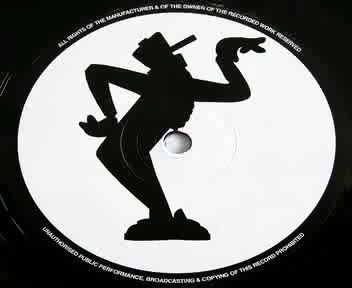 ALL RIGHTS OF THE MANUFACTURER & OF THE OWNER OF THE RECORDED WORK RESERVED
UNAUTHORISED PUBLIC PERFORMANCE, BROADCASTING & COPYING OF THIS RECORD PROHIBITED